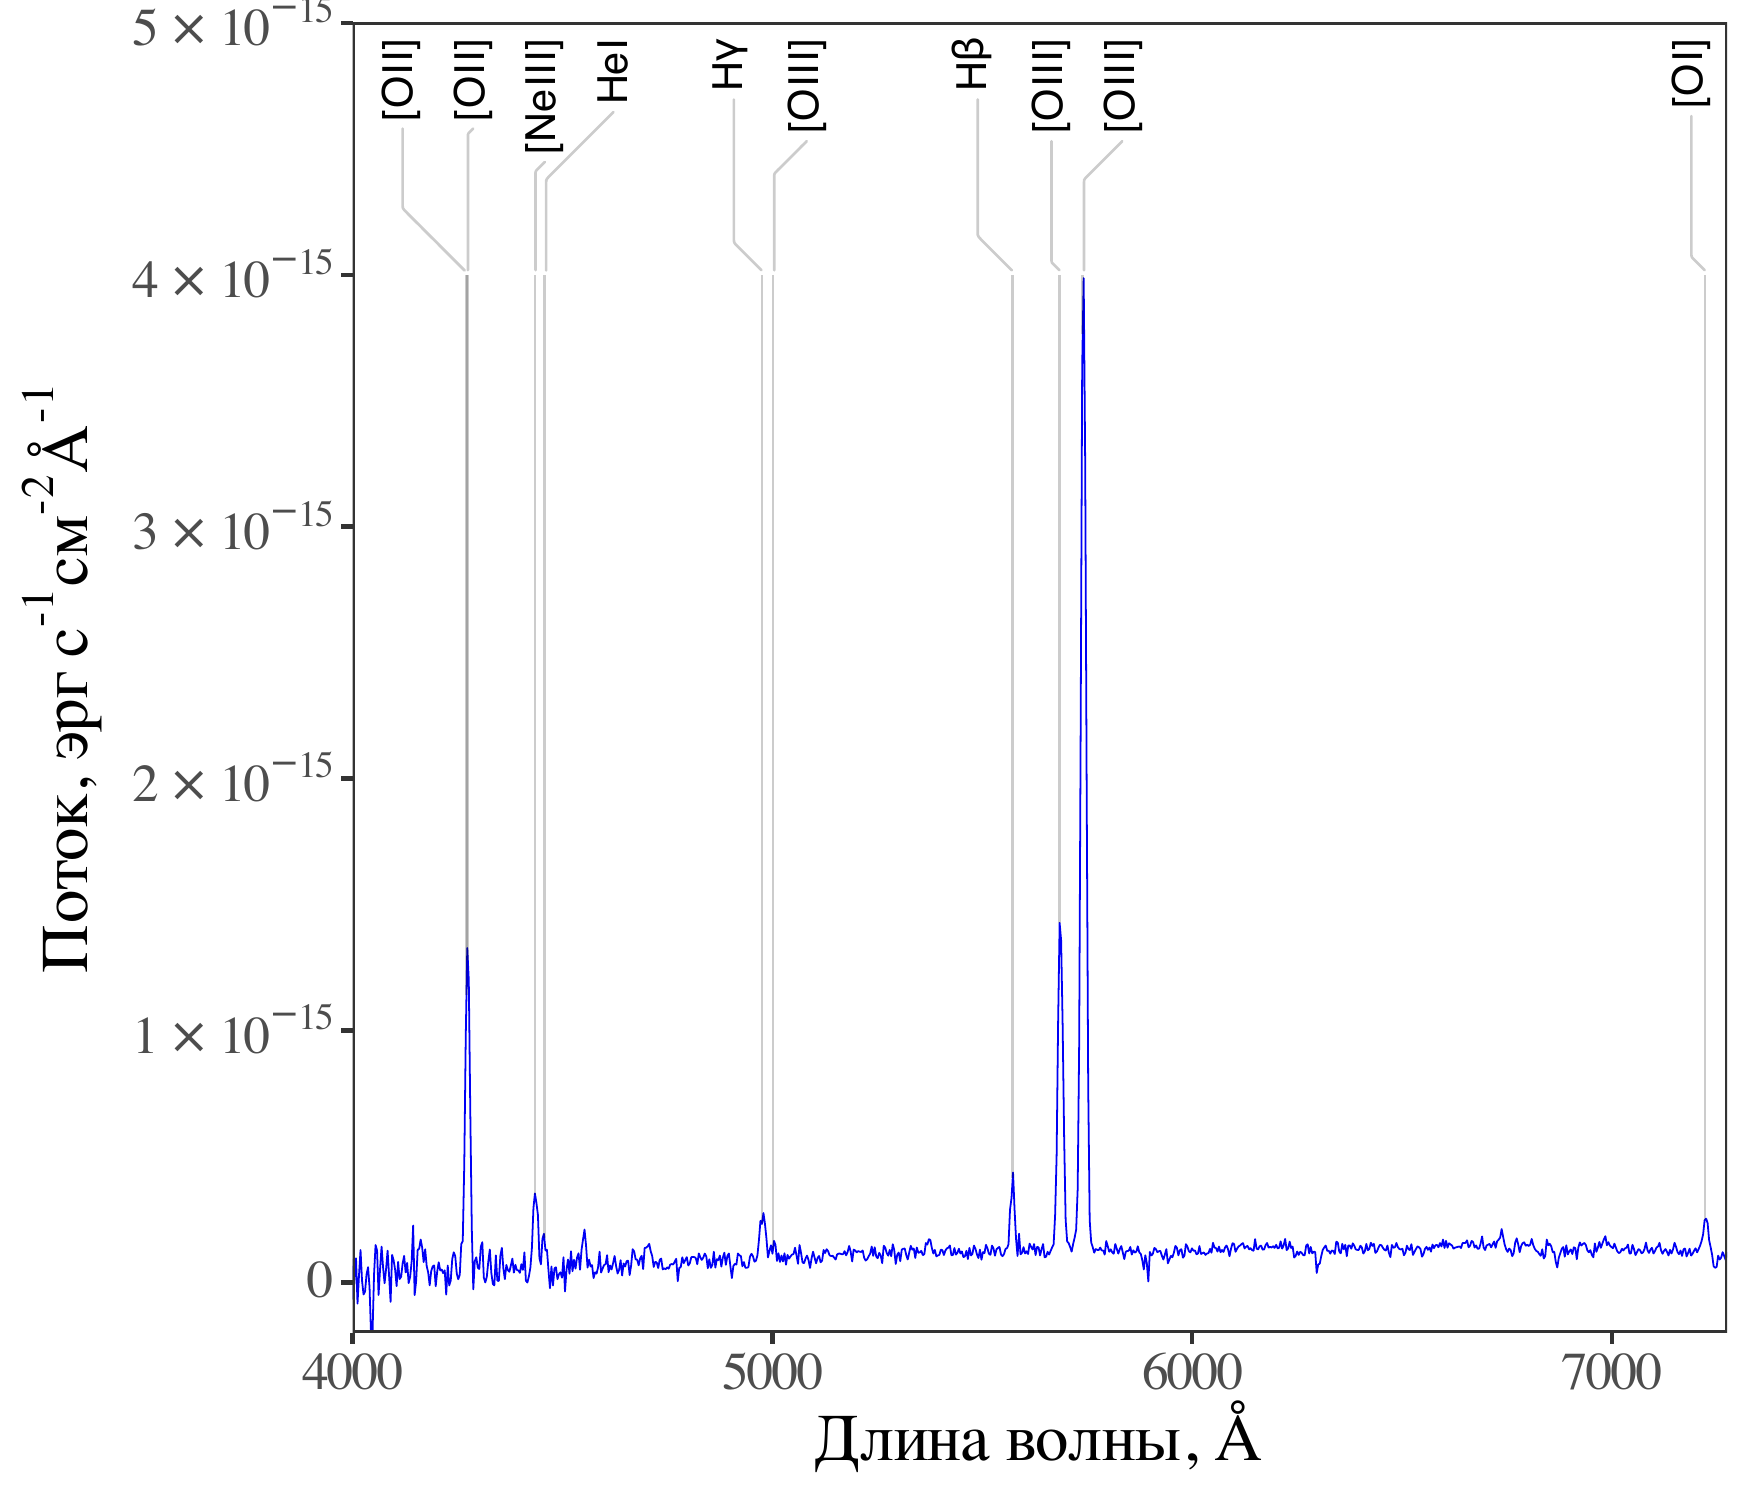 [OII]
[OII]
[NeIII]
HeI
Hγ
[OIII]
Hβ
[OIII]
[OIII]
[OI]
5 × 10⁻¹⁵
4 × 10⁻¹⁵
3 × 10⁻¹⁵
2 × 10⁻¹⁵
1 × 10⁻¹⁵
0
Поток, эрг с⁻¹ см⁻² Å⁻¹
4000
5000
6000
7000
Длина волны, Å